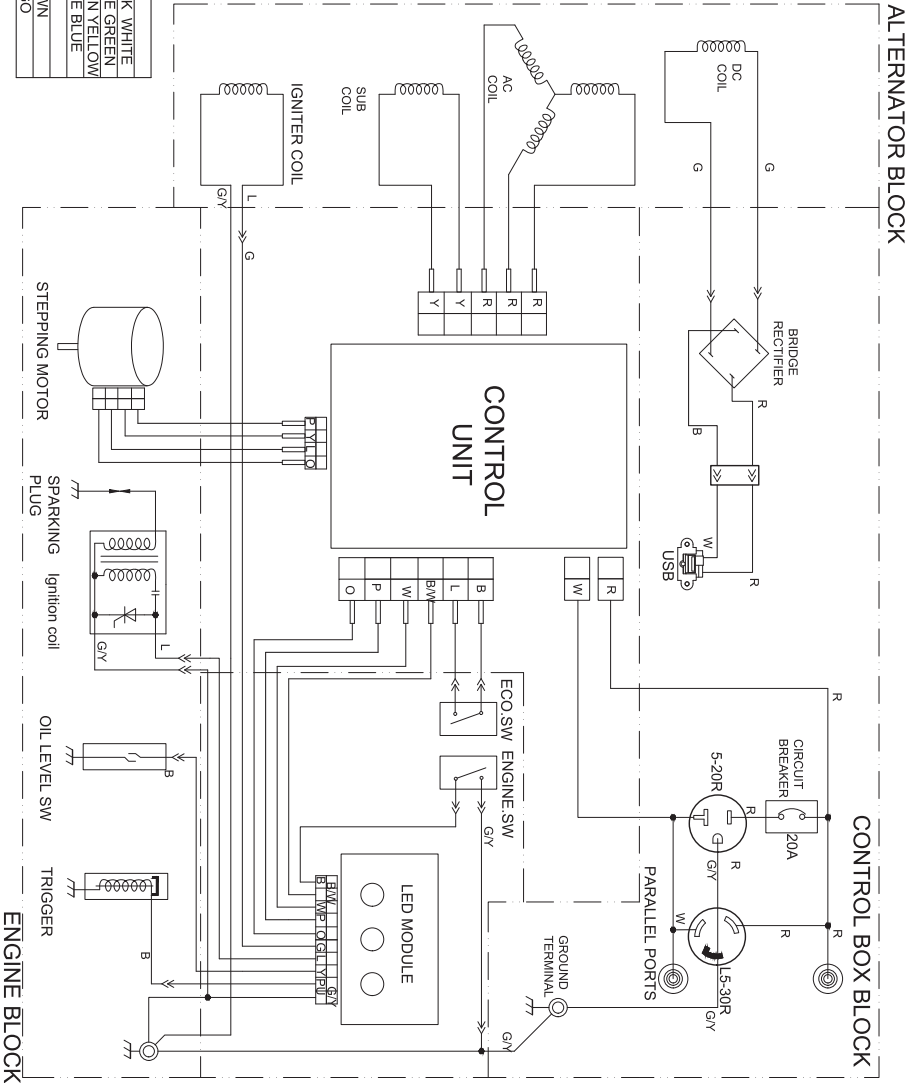 ALTERNATOR BLOCK
DC
COIL
G
G
BRIDGE
RECTIFIER
R
B
W
R
USB
AC
COIL
SUB
COIL
IGNITER COIL
L
G/Y
G
Y
Y
R
R
R
CONTROL
UNIT
STEPPING MOTOR
P
Y
L
O
SPARKING
PLUG
Ignition coil
L
G/Y
O
P
W
B/W
L
B
W
R
ECO.SW
ENGINE.SW
G/Y
R
CIRCUIT
BREAKER
20A
5-20R
R
R
G/Y
R
R
W
L5-30R
G/Y
PARALLEL PORTS
GROUND
TERMINAL
G/Y
CONTROL BOX BLOCK
LED MODULE
B
B/W
W
P
O
G
L
Y
PU
G/Y
OIL LEVEL SW
B
TRIGGER
B
ENGINE BLOCK
K WHITE
E GREEN
N YELLOW
E BLUE
WN
GO